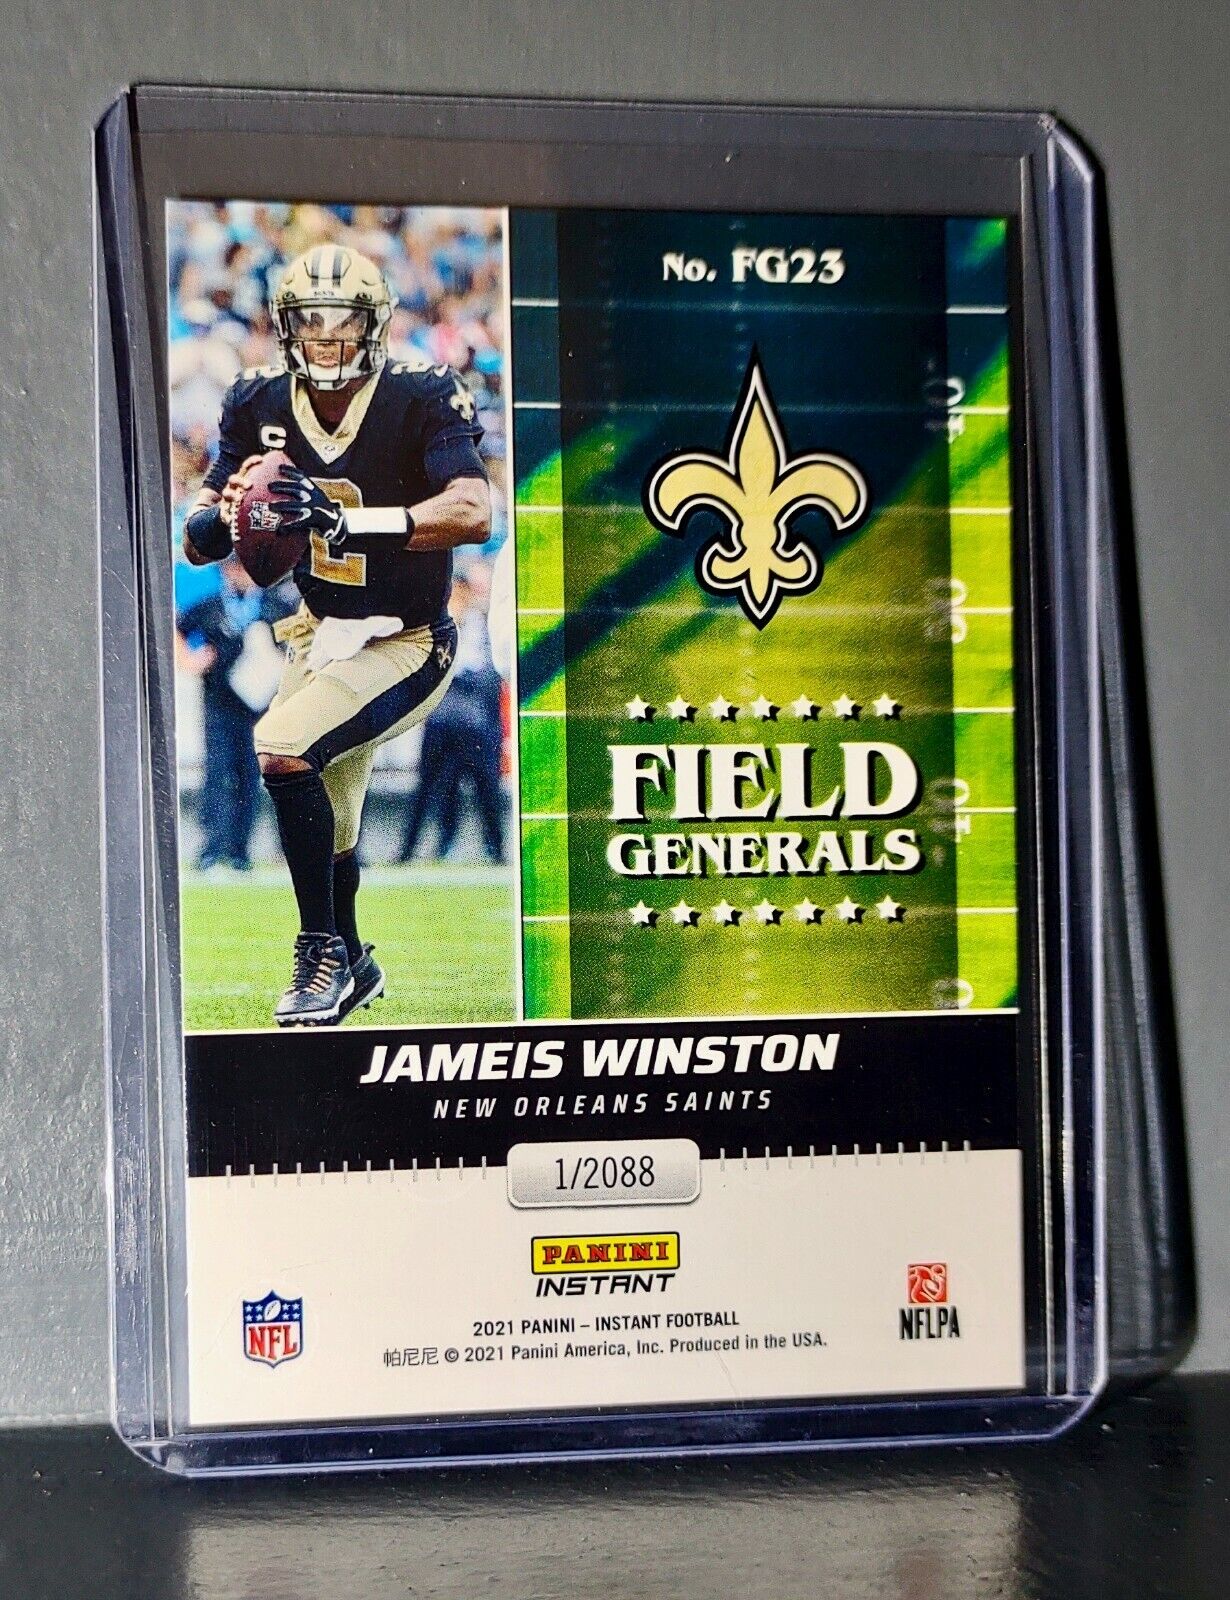 No. FG23
FIELD
GENERALS
JAMEIS WINSTON
NEW ORLEANS SAINTS
1/2088
PANINI
INSTANT
NFL
NFLPA
2021 PANINI – INSTANT FOOTBALL
帕尼尼 © 2021 Panini America, Inc. Produced in the USA.
C
2